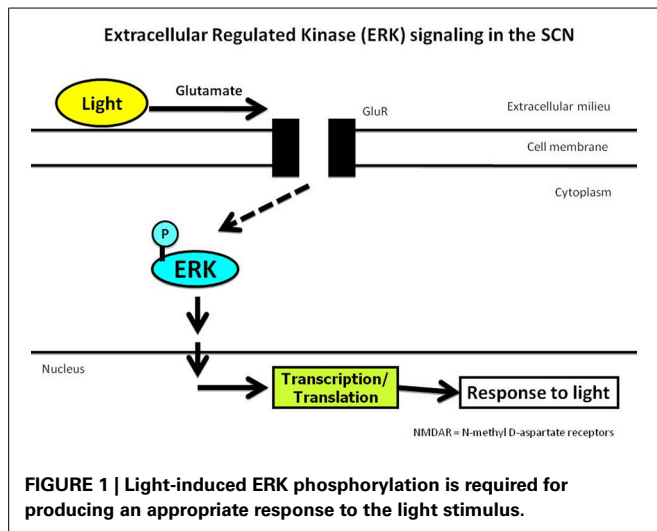 Extracellular Regulated Kinase (ERK) signaling in the SCN
Light
Glutamate
GluR
Extracellular milieu
Cell membrane
Cytoplasm
P
ERK
Nucleus
Transcription/
Translation
Response to light
NMDAR = N-methyl D-aspartate receptors
FIGURE 1 | Light-induced ERK phosphorylation is required for
producing an appropriate response to the light stimulus.